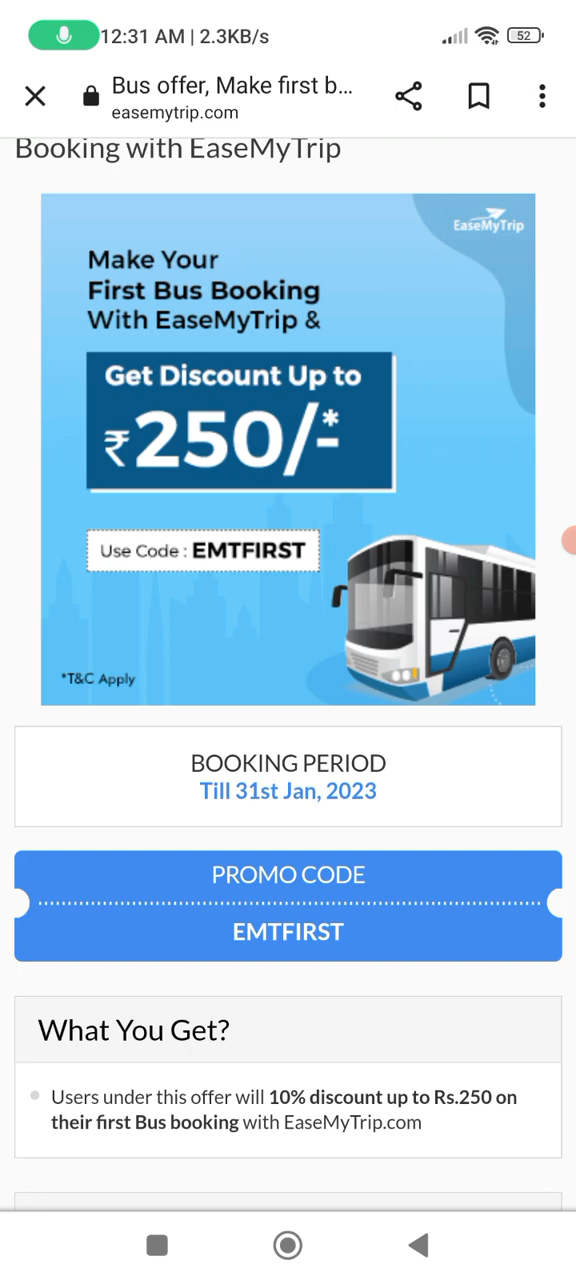 12:31 AM | 2.3KB/s
52
Bus offer, Make first b...
easemytrip.com
Booking with EaseMyTrip
EaseMyTrip
Make Your
First Bus Booking
With EaseMyTrip &
Get Discount Up to
₹250/-*
Use Code : EMTFIRST
*T&C Apply
BOOKING PERIOD
Till 31st Jan, 2023
PROMO CODE
EMTFIRST
What You Get?
Users under this offer will 10% discount up to Rs.250 on
their first Bus booking with EaseMyTrip.com